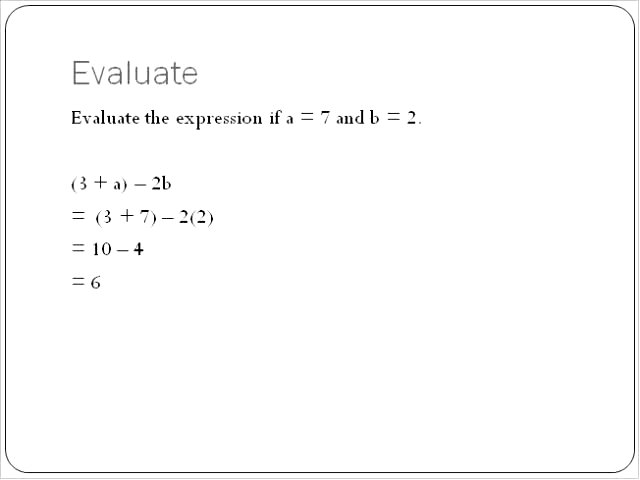 Evaluate
Evaluate the expression if a = 7 and b = 2.
(3 + a) – 2b
= (3 + 7) – 2(2)
= 10 – 4
= 6